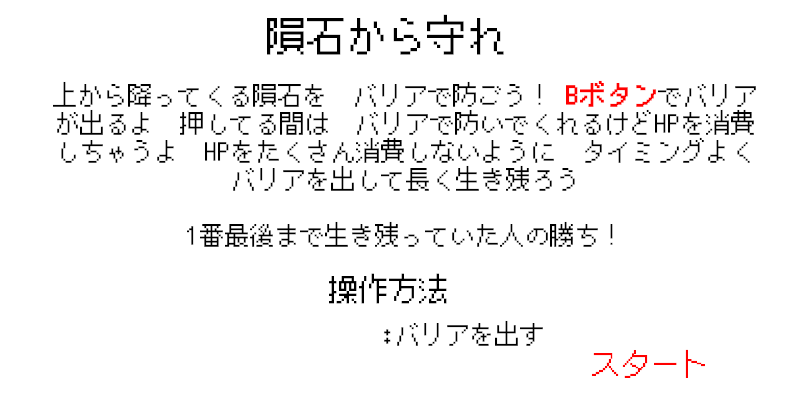 隕石から守れ
上から降ってくる隕石を　バリアで防ごう！ Bボタンでバリア
が出るよ　押してる間は　バリアで防いでくれるけどHPを消費
しちゃうよ　HPをたくさん消費しないように　タイミングよく
バリアを出して長く生き残ろう
1番最後まで生き残っていた人の勝ち！
操作方法
:バリアを出す
スタート